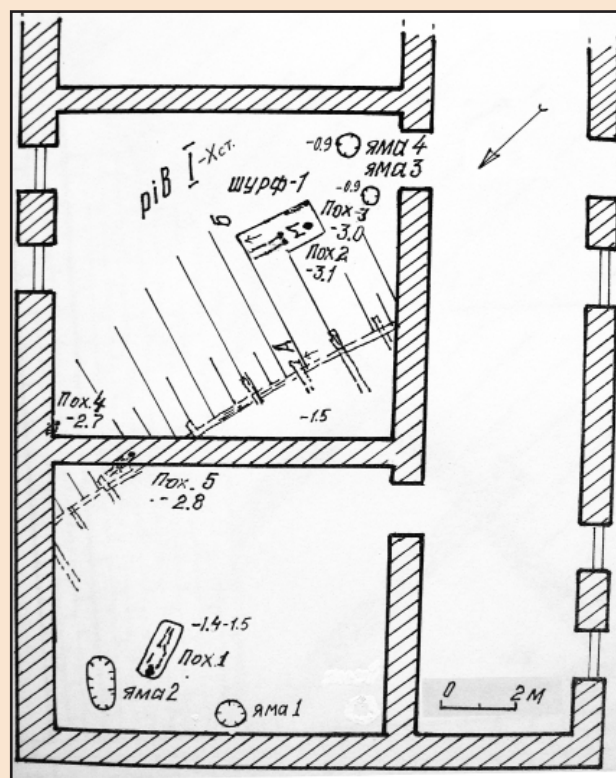 -0.9 яма 4
яма 3
-0.9
рів I -Хст.
шурф-1
Б
Пох-3
-3.0
Пох 2
-3.1
А
Пох.4
-2.7
-1.5
Пох. 5
-2.8
-1.4-1.5
Пох.1
яма 2
яма 1
0 2 м